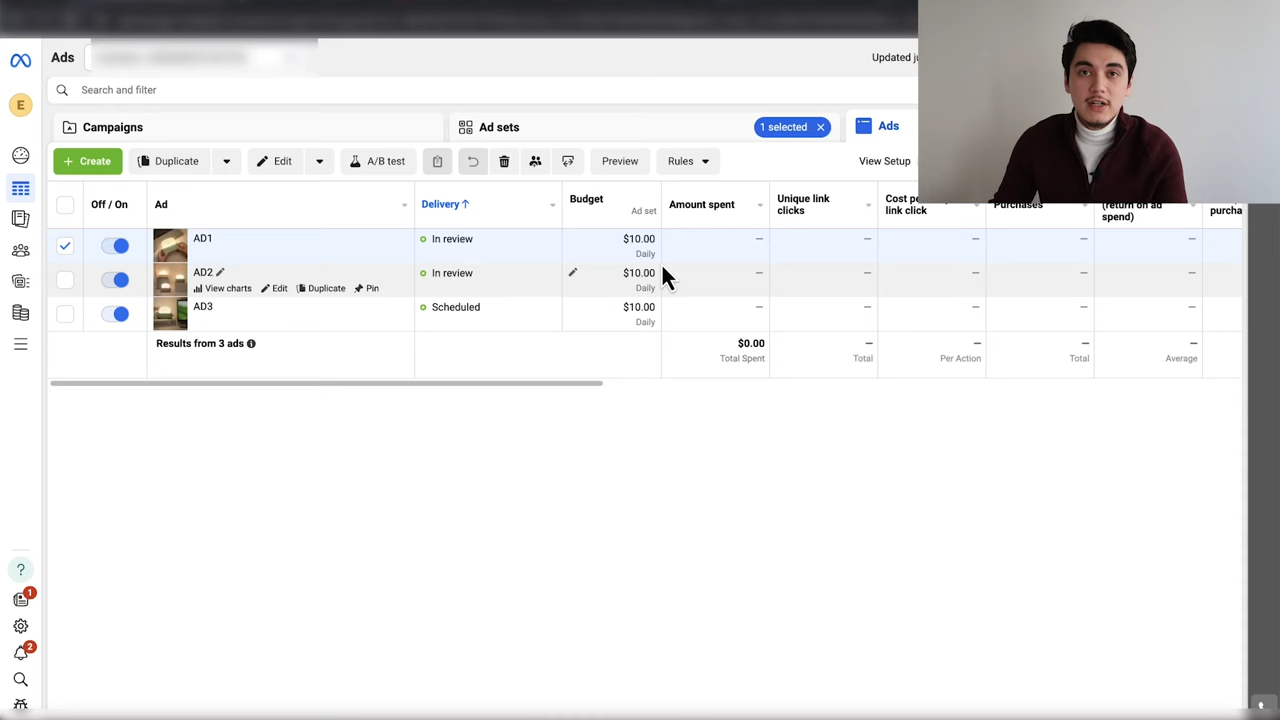 Ads
Updated ju
E
Search and filter
Campaigns
Ad sets
1 selected
Ads
+ Create
Duplicate
Edit
A/B test
Preview
Rules
View Setup
Off / On
Ad
Delivery ↑
Budget
Ad set
Amount spent
Unique link
clicks
Cost pe
link click
Purchases
(return on ad
spend)
purcha
AD1
In review
$10.00
Daily
–
–
–
–
–
AD2
View charts
Edit
Duplicate
Pin
In review
$10.00
Daily
–
–
–
–
–
AD3
Scheduled
$10.00
Daily
–
–
–
–
–
Results from 3 ads
$0.00
Total Spent
–
Total
–
Per Action
–
Total
–
Average
?
1
2